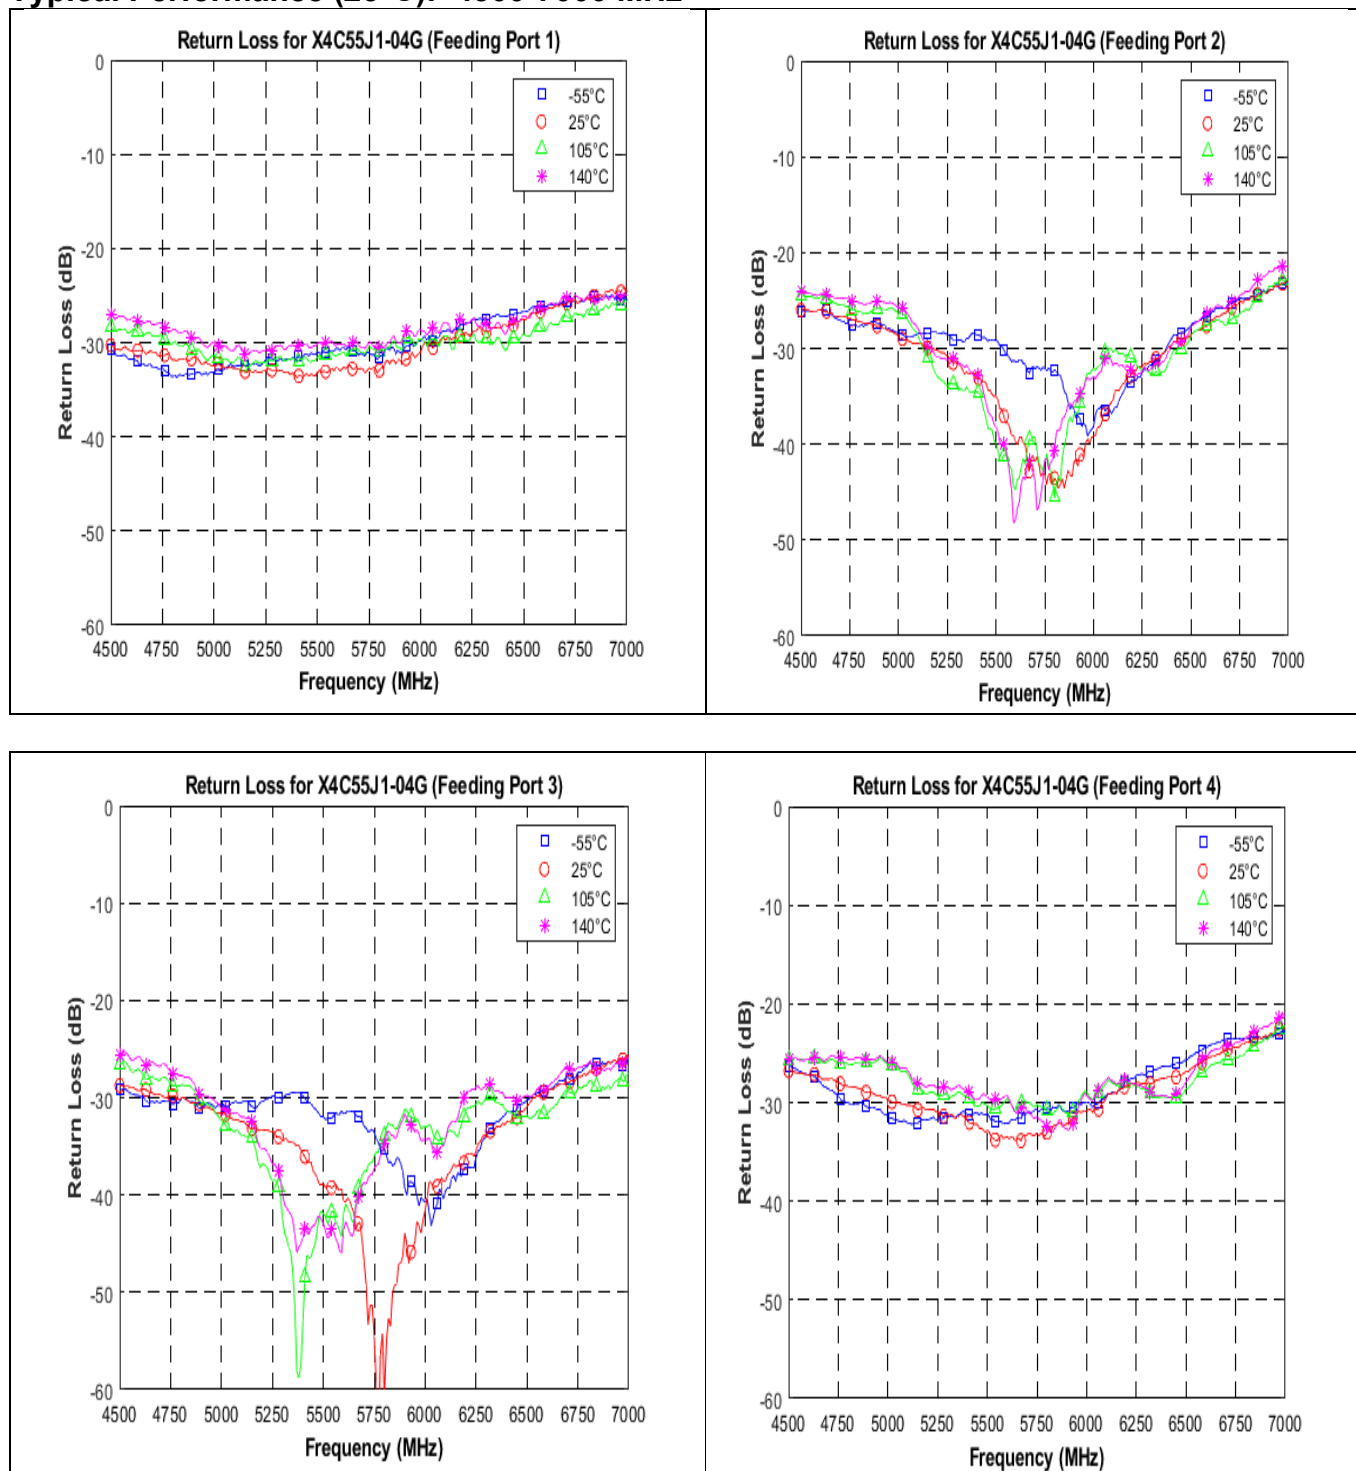 Return Loss for X4C55J1-04G (Feeding Port 1)
0
-10
-20
-30
-40
-50
-60
Return Loss (dB)
-55°C
25°C
105°C
140°C
4500 4750 5000 5250 5500 5750 6000 6250 6500 6750 7000
Frequency (MHz)
Return Loss for X4C55J1-04G (Feeding Port 2)
0
-10
-20
-30
-40
-50
-60
Return Loss (dB)
-55°C
25°C
105°C
140°C
4500 4750 5000 5250 5500 5750 6000 6250 6500 6750 7000
Frequency (MHz)
Return Loss for X4C55J1-04G (Feeding Port 3)
0
-10
-20
-30
-40
-50
-60
Return Loss (dB)
-55°C
25°C
105°C
140°C
4500 4750 5000 5250 5500 5750 6000 6250 6500 6750 7000
Frequency (MHz)
Return Loss for X4C55J1-04G (Feeding Port 4)
0
-10
-20
-30
-40
-50
-60
Return Loss (dB)
-55°C
25°C
105°C
140°C
4500 4750 5000 5250 5500 5750 6000 6250 6500 6750 7000
Frequency (MHz)